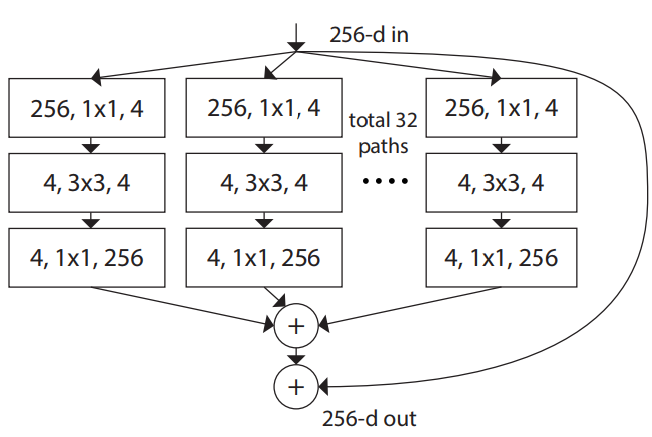 256-d in
256, 1x1, 4
256, 1x1, 4
total 32
paths
256, 1x1, 4
4, 3x3, 4
4, 3x3, 4
....
4, 3x3, 4
4, 1x1, 256
4, 1x1, 256
4, 1x1, 256
+
+
256-d out